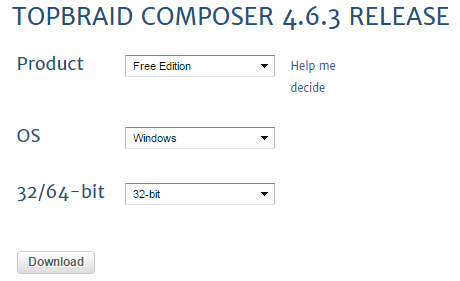 TOPBRAID COMPOSER 4.6.3 RELEASE
Product
Free Edition
Help me
decide
OS
Windows
32/64-bit
32-bit
Download